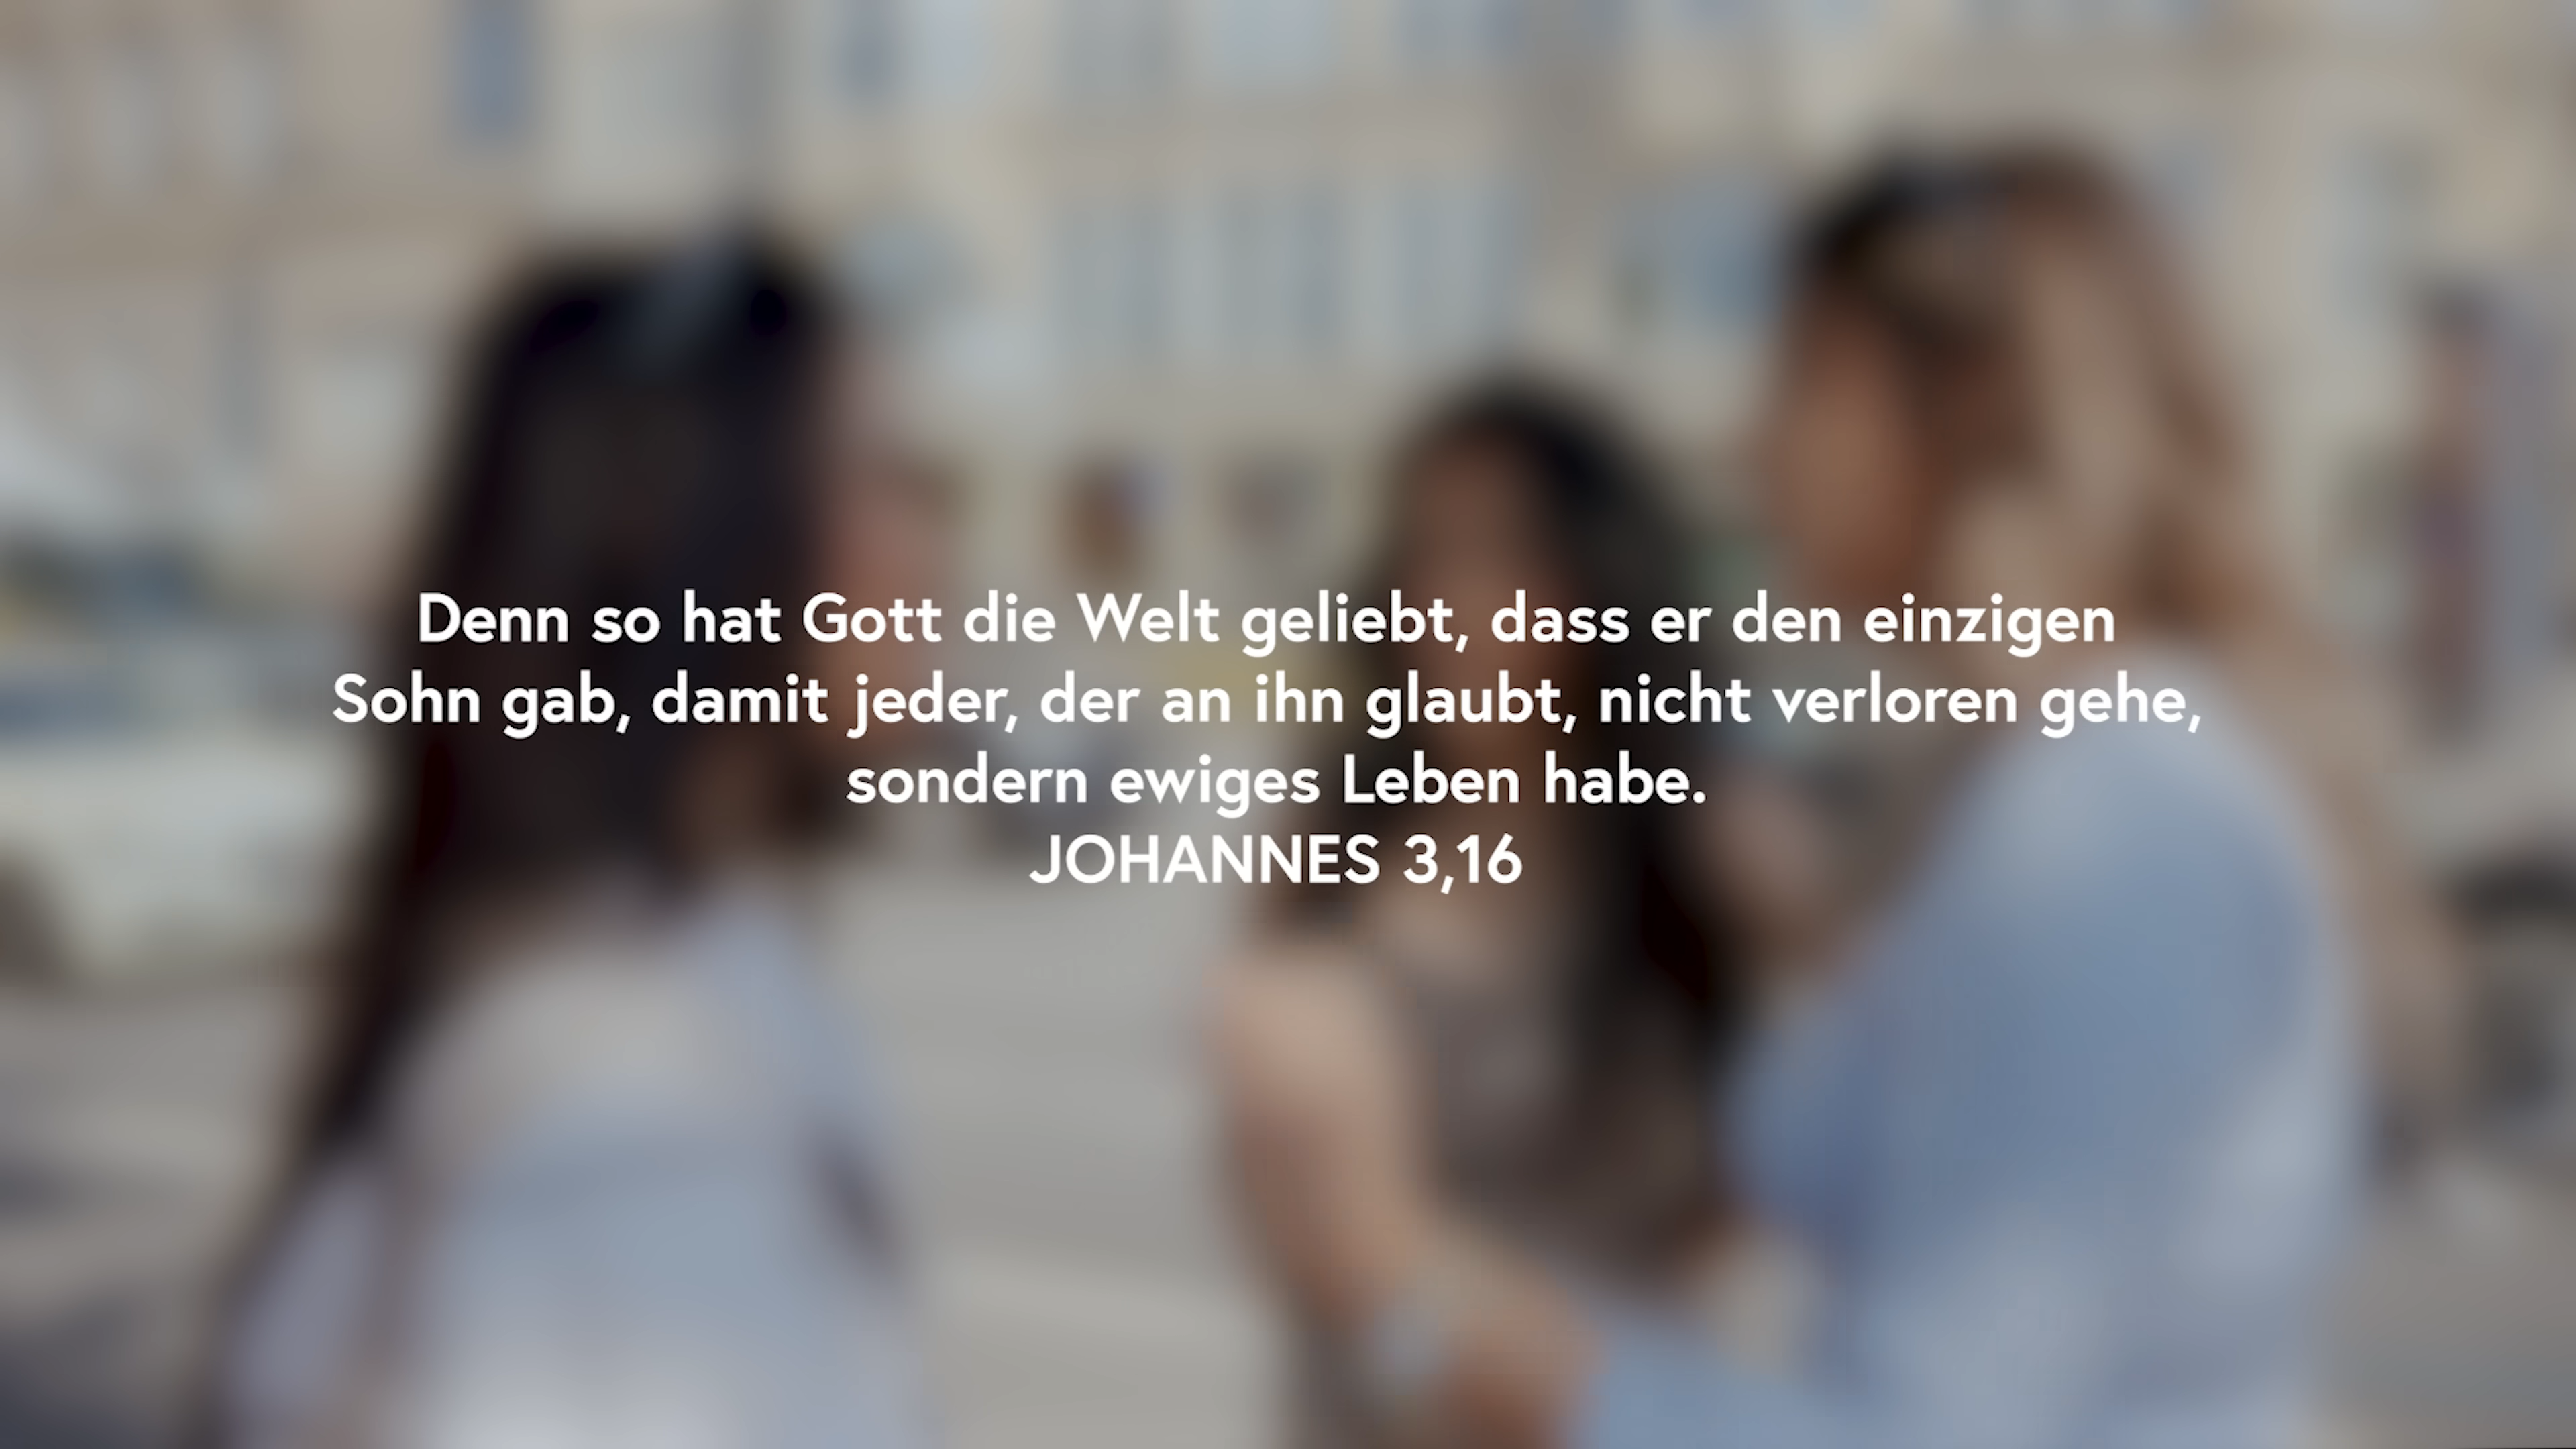 Denn so hat Gott die Welt geliebt, dass er den einzigen
Sohn gab, damit jeder, der an ihn glaubt, nicht verloren gehe,
sondern ewiges Leben habe.
JOHANNES 3,16